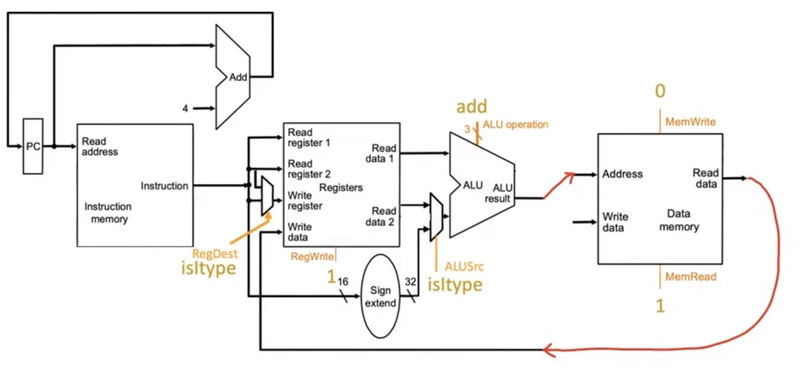 Add
4
PC
Read
address
Instruction
Instruction
memory
Read
register 1
Read
register 2
Registers
Write
register
Write
data
Read
data 1
Read
data 2
RegDest
isItype
RegWrite
1
16
Sign
extend
32
add
3
ALU operation
ALU
ALU
result
ALUSrc
isItype
0
MemWrite
Address
Read
data
Write
data
Data
memory
MemRead
1